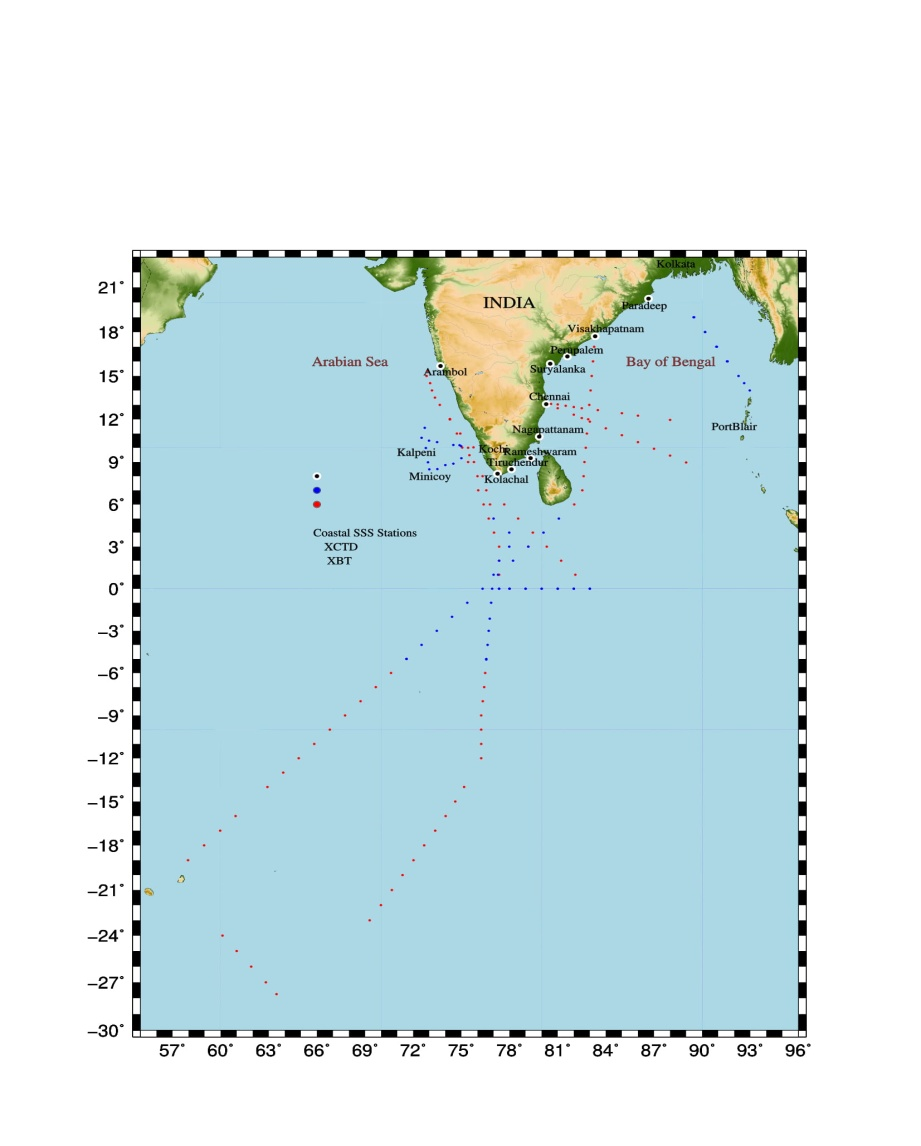 Kolkata
21°
INDIA
Paradeep
18°
Visakhapatnam
Perupalem
Arabian Sea
Bay of Bengal
Suryalanka
15°
Arambol
Chennai
12°
PortBlair
Nagapattanam
Kalpeni
Kochi
Rameshwaram
9°
Tiruchendur
Minicoy
Kolachal
6°
Coastal SSS Stations
3°
XCTD
XBT
0°
−3°
−6°
−9°
−12°
−15°
−18°
−21°
−24°
−27°
−30°
57° 60° 63° 66° 69° 72° 75° 78° 81° 84° 87° 90° 93° 96°